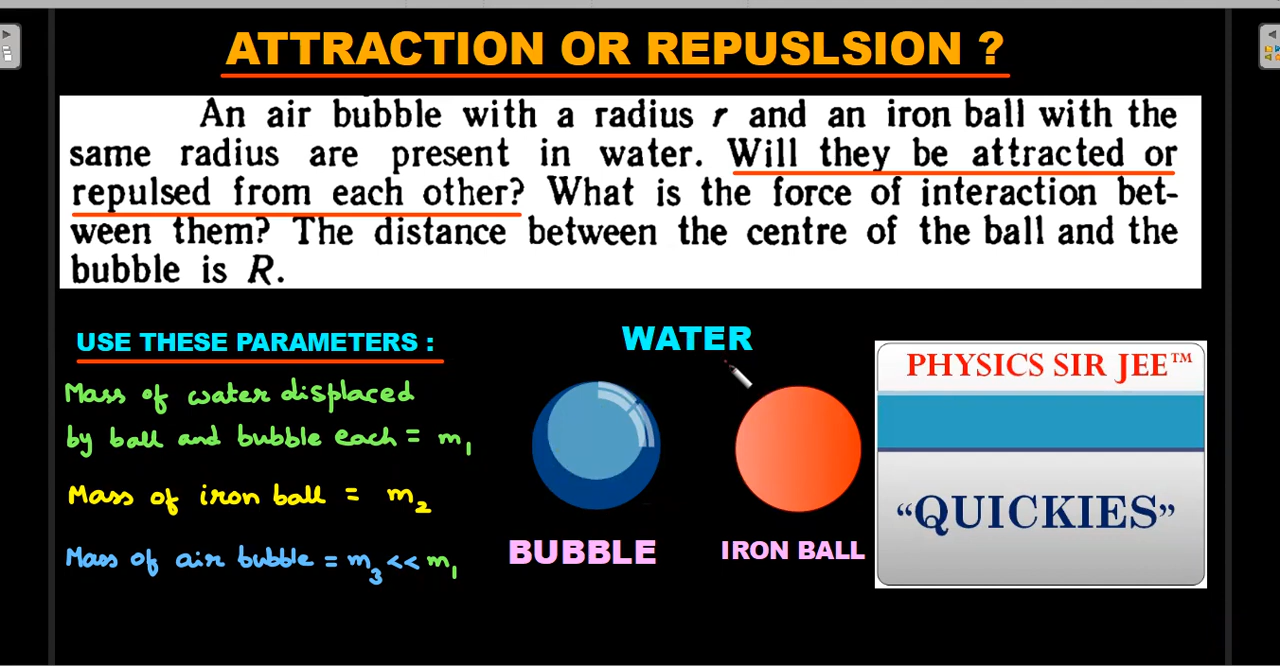 ATTRACTION OR REPUSLSION ?
An air bubble with a radius r and an iron ball with the
same radius are present in water. Will they be attracted or
repulsed from each other? What is the force of interaction bet-
ween them? The distance between the centre of the ball and the
bubble is R.
USE THESE PARAMETERS :
Mass of water displaced
by ball and bubble each = m₁
Mass of iron ball = m₂
Mass of air bubble = m₃ << m₁
WATER
BUBBLE
IRON BALL
PHYSICS SIR JEE™
“QUICKIES”